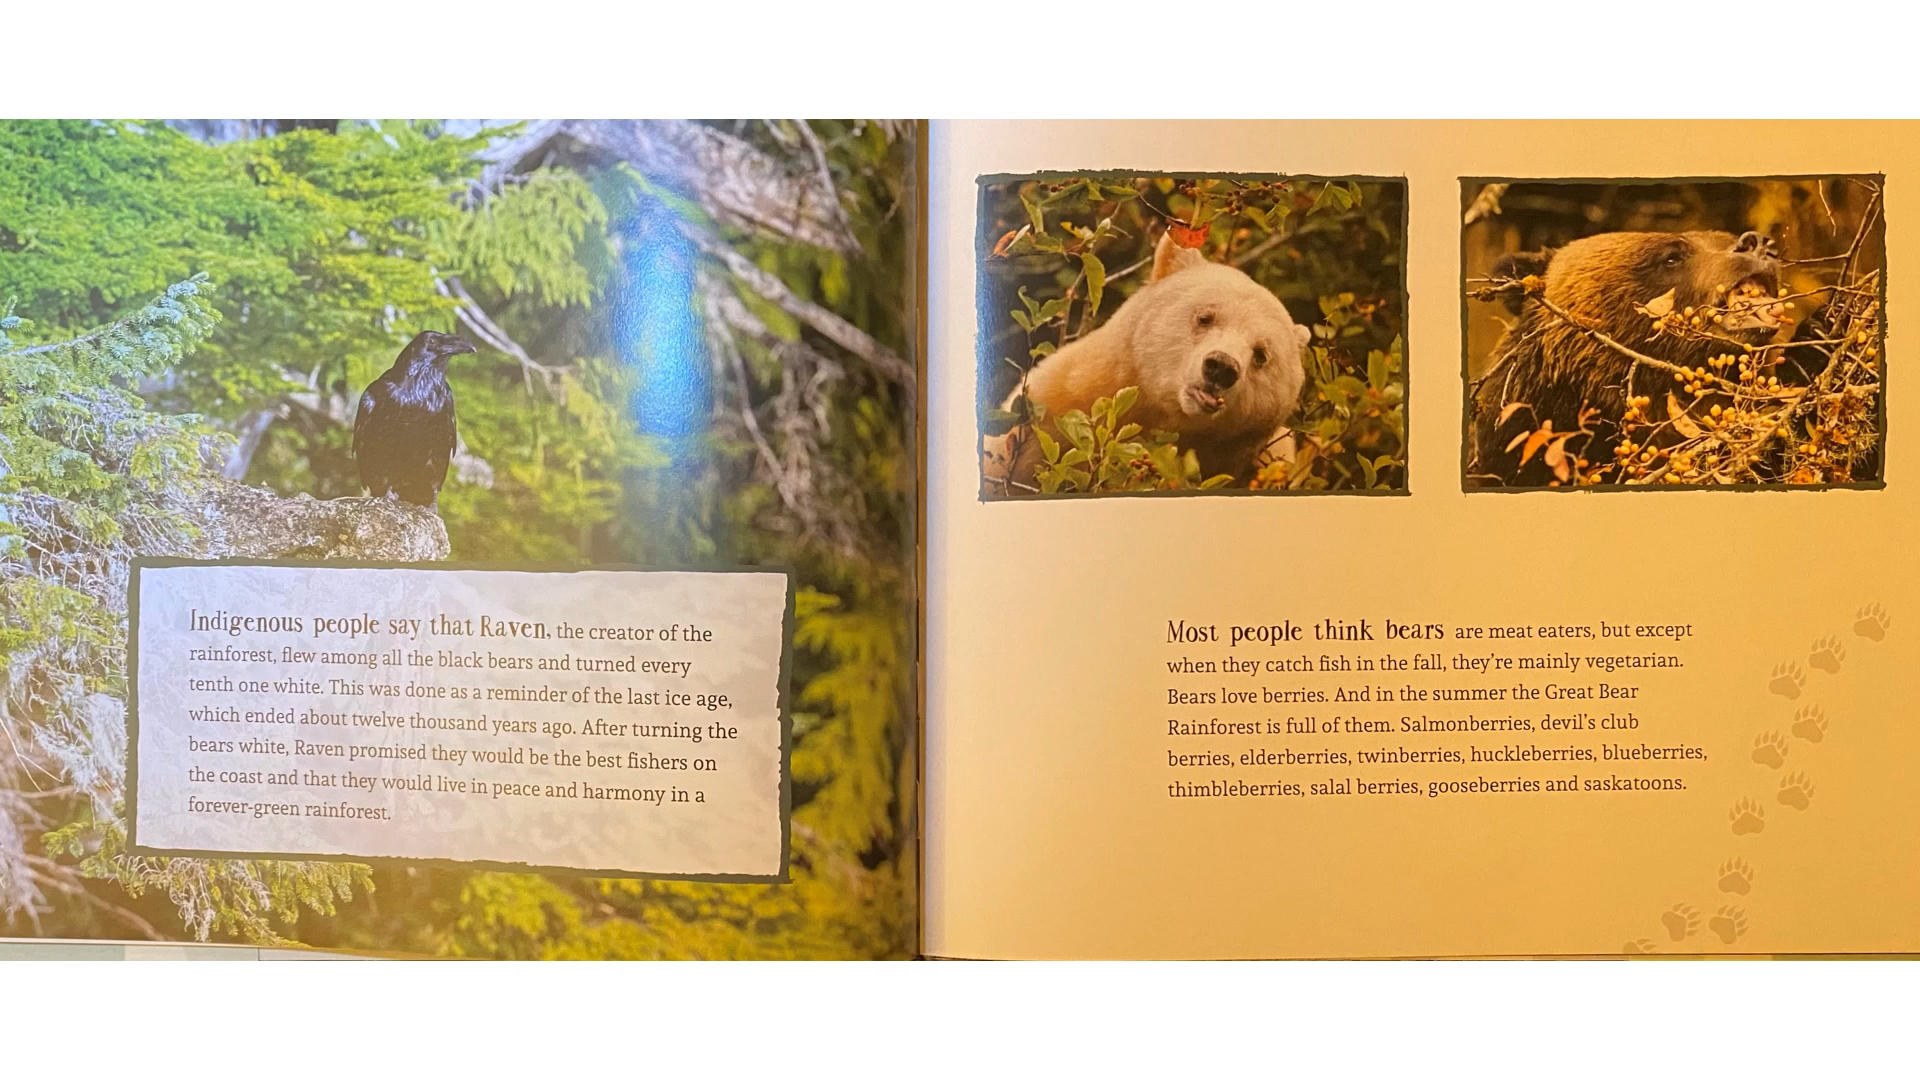 Indigenous people say that Raven, the creator of the
rainforest, flew among all the black bears and turned every
tenth one white. This was done as a reminder of the last ice age,
which ended about twelve thousand years ago. After turning the
bears white, Raven promised they would be the best fishers on
the coast and that they would live in peace and harmony in a
forever-green rainforest.
Most people think bears are meat eaters, but except
when they catch fish in the fall, they're mainly vegetarian.
Bears love berries. And in the summer the Great Bear
Rainforest is full of them. Salmonberries, devil's club
berries, elderberries, twinberries, huckleberries, blueberries,
thimbleberries, salal berries, gooseberries and saskatoons.